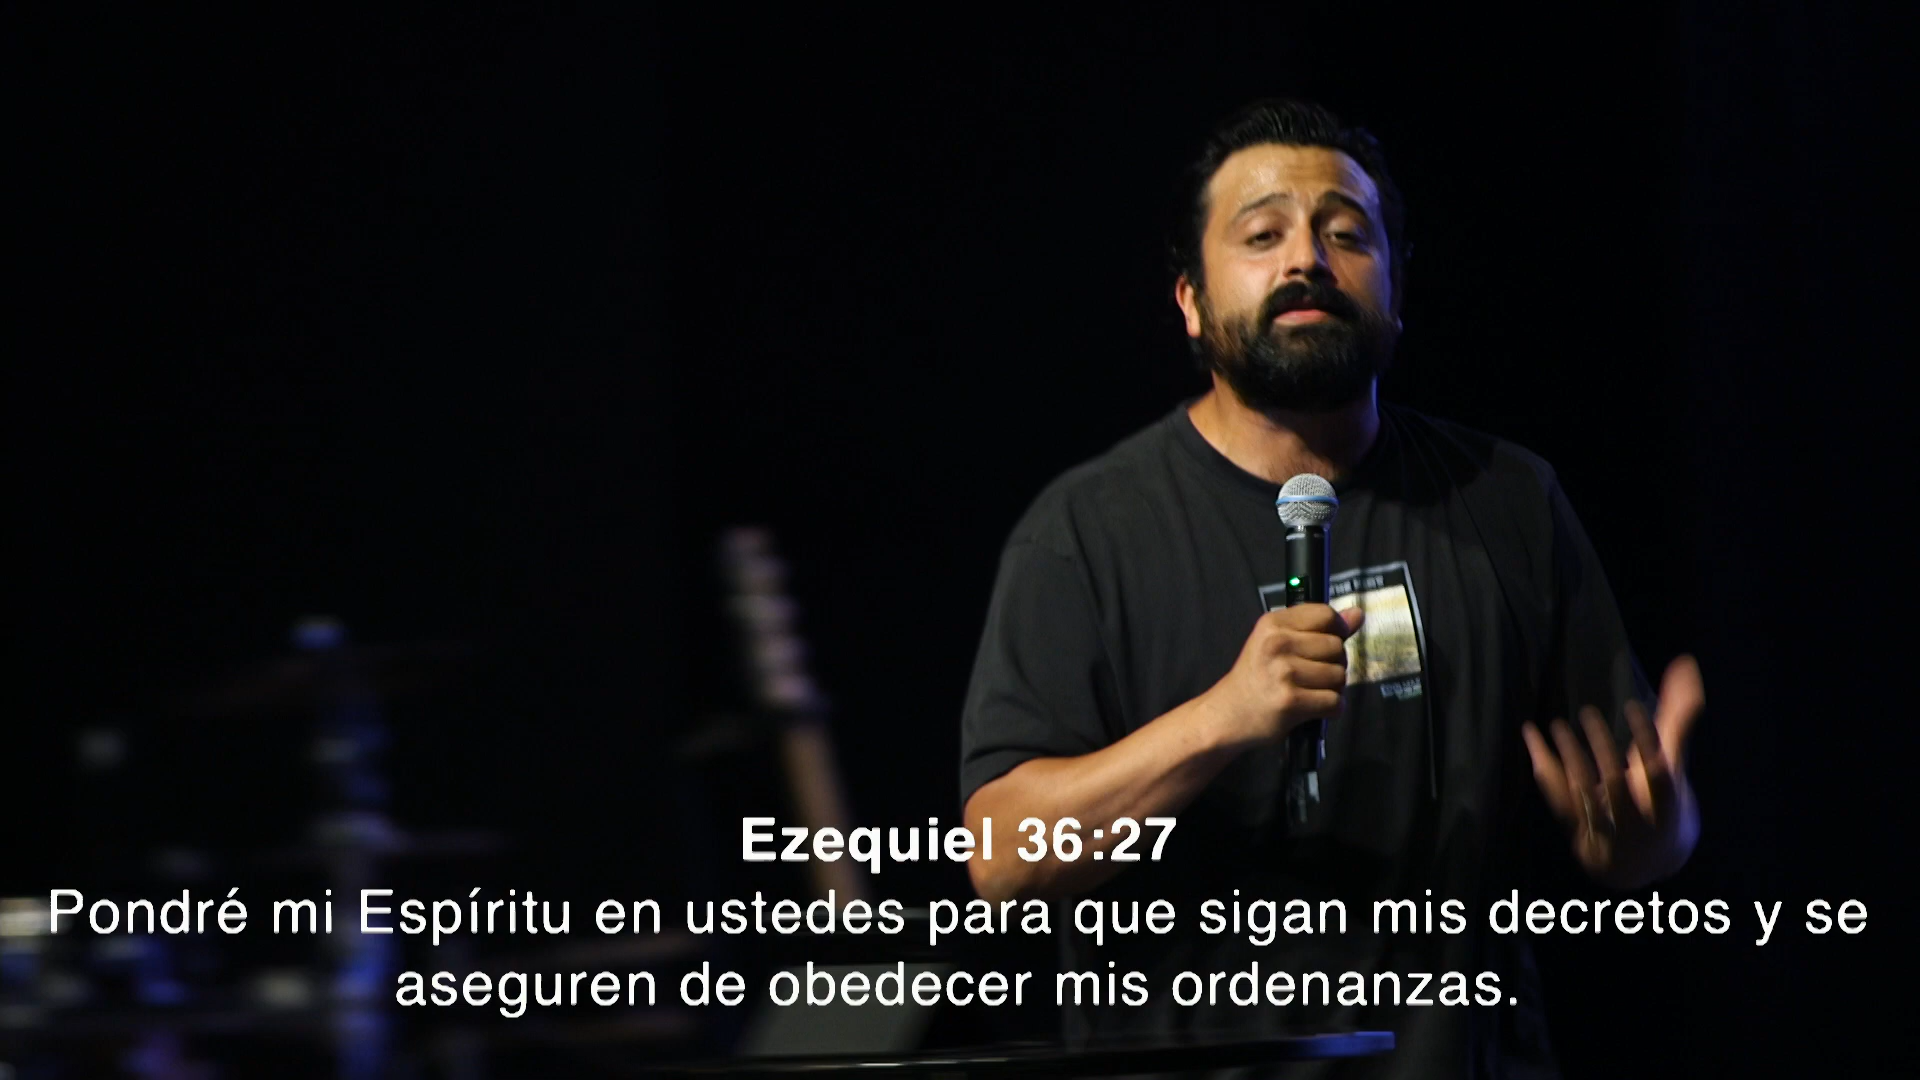 Ezequiel 36:27
Pondré mi Espíritu en ustedes para que sigan mis decretos y se
aseguren de obedecer mis ordenanzas.